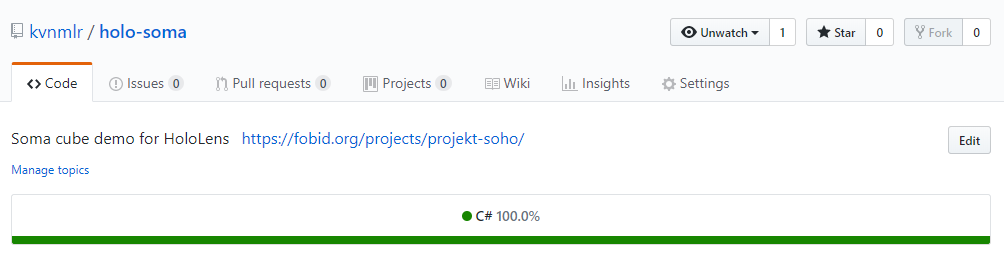 kvnmlr / holo-soma Unwatch 1 Star 0 Fork 0
Code Issues 0 Pull requests 0 Projects 0 Wiki Insights Settings
Soma cube demo for HoloLens https://fobid.org/projects/projekt-soho/ Edit
Manage topics
C# 100.0%